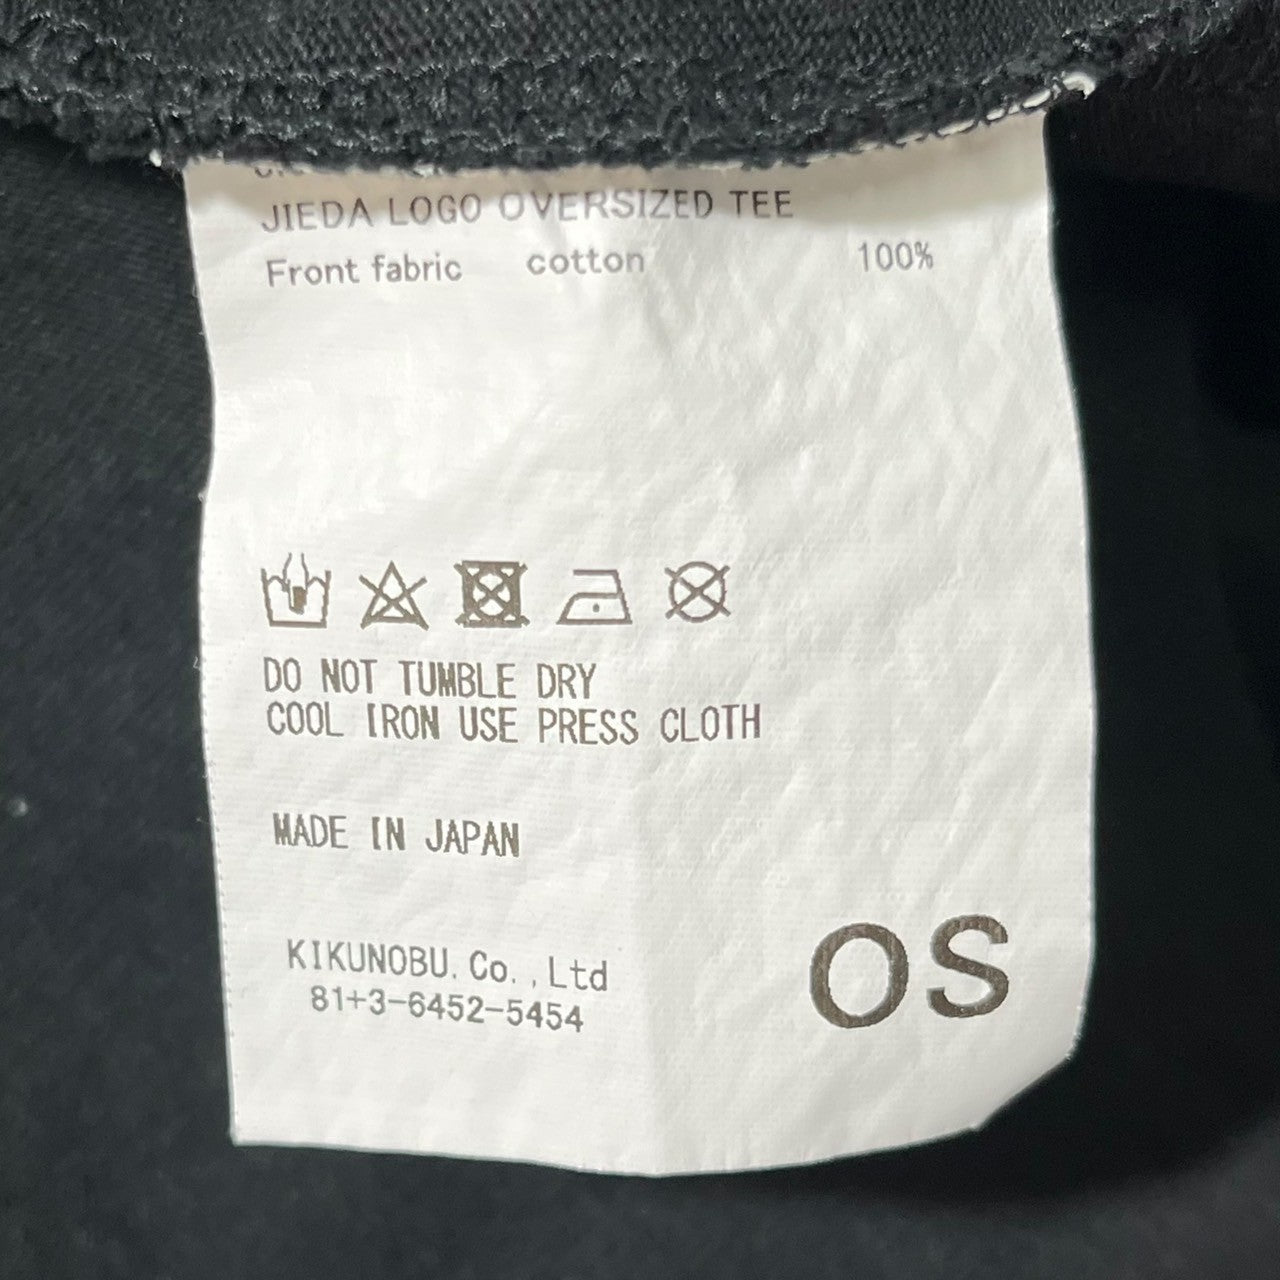 JIEDA LOGO OVERSIZED TEE
Front fabric cotton 100%
DO NOT TUMBLE DRY
COOL IRON USE PRESS CLOTH
MADE IN JAPAN
KIKUNOBU.Co.,Ltd
81+3-6452-5454
OS